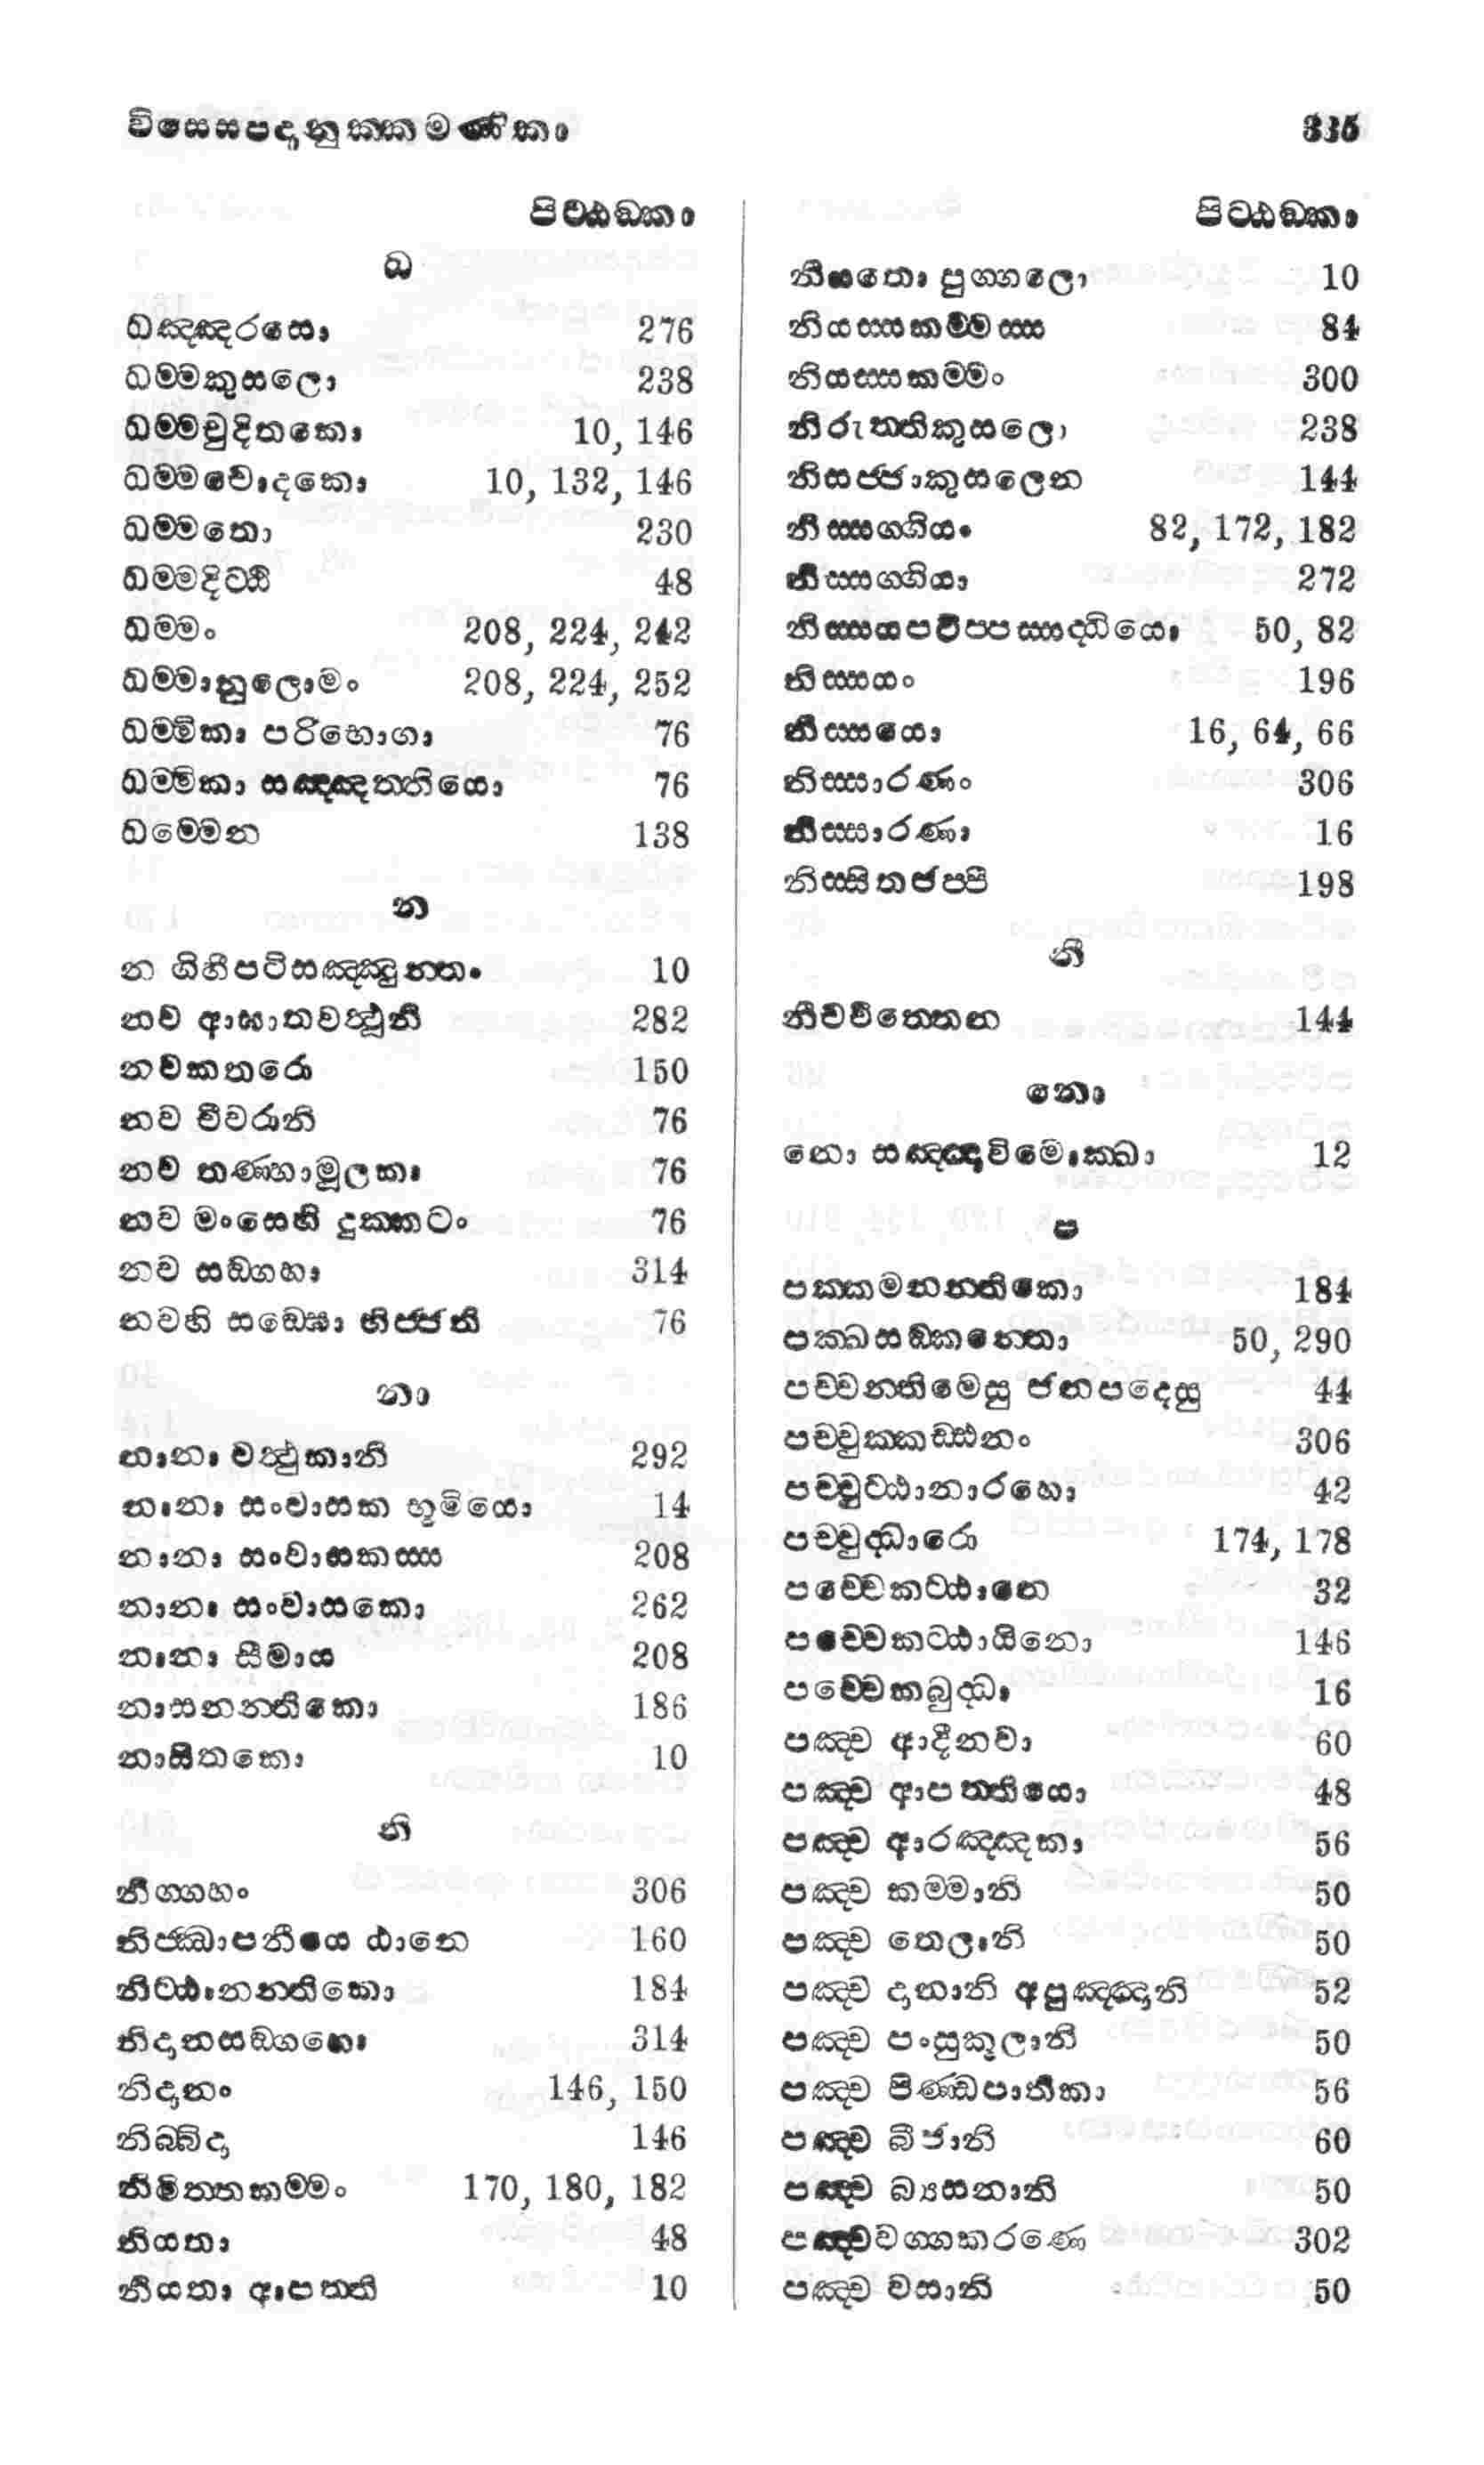 විසෙසපදානුක්කමණිකා 335
පිට්ඨඞ්කා
ධ
ධඤ්ඤරසො 276
ධම්මකුසලො 238
ධම්මචුදිතකො 10, 146
ධම්මචොදකො 10, 132, 146
ධම්මතො 230
ධම්මදිට්ඨි 48
ධම්මං 208, 224, 242
ධම්මානුලොමං 208, 224, 252
ධම්මිකා පරිභොගා 76
ධම්මිකා සඤ්ඤත්තියො 76
ධම්මෙන 138
න
න ගිහීපටිසඤ්ඤුත්තං 10
නව ආඝාතවත්ථූනි 282
නවකතරො 150
නව චීවරානි 76
නව තණ්හාමූලකා 76
නව මංසෙහි දුක්කටං 76
නව සඞ්ගහා 314
නවහි සඞ්ඝො භිජ්ජති 76
නා
නානා වත්ථුකානි 292
නානා සංවාසක භූමියො 14
නානා සංවාසකස්ස 208
නානා සංවාසකො 262
නානා සීමාය 208
නාසනන්තිකො 186
නාසිතකො 10
නි
නිග්ගහං 306
නිජ්ඣාපනීයෙ ඨානෙ 160
නිට්ඨානන්තිකො 184
නිදානසඞ්ගහො 314
නිදානං 146, 150
නිබ්බිදා 146
නිමිත්තකම්මං 170, 180, 182
නියතා 48
නියතා ආපත්ති 10
පිට්ඨඞ්කා
නියතො පුග්ගලො 10
නියස්සකම්මස්ස 84
නියස්සකම්මං 300
නිරුත්තිකුසලො 238
නිසජ්ජාකුසලෙන 144
නිස්සග්ගියං 82, 172, 182
නිස්සග්ගියා 272
නිස්සයපටිප්පස්සද්ධියො 50, 82
නිස්සයං 196
නිස්සයො 16, 64, 66
නිස්සාරණං 306
නිස්සාරණා 16
නිස්සිතජප්පී 198
නී
නීචචිත්තෙන 144
නො
නො සඤ්ඤාවිමොක්ඛා 12
ප
පක්කමනන්තිකො 184
පක්ඛසඞ්කන්තො 50, 290
පච්චන්තිමෙසු ජනපදෙසු 44
පච්චුක්කඩ්ඪනං 306
පච්චුට්ඨානාරහො 42
පච්චුද්ධාරො 174, 178
පච්චෙකට්ඨානෙ 32
පච්චෙකට්ඨායිනො 146
පච්චෙකබුද්ධා 16
පඤ්ච ආදීනවා 60
පඤ්ච ආපත්තියො 48
පඤ්ච ආරඤ්ඤකා 56
පඤ්ච කම්මානි 50
පඤ්ච තෙලානි 50
පඤ්ච දානානි අපුඤ්ඤානි 52
පඤ්ච පංසුකූලානි 50
පඤ්ච පිණ්ඩපාතිකා 56
පඤ්ච බීජානි 60
පඤ්ච බ්‍යසනානි 50
පඤ්චවග්ගකරණෙ 302
පඤ්ච වසානි 50